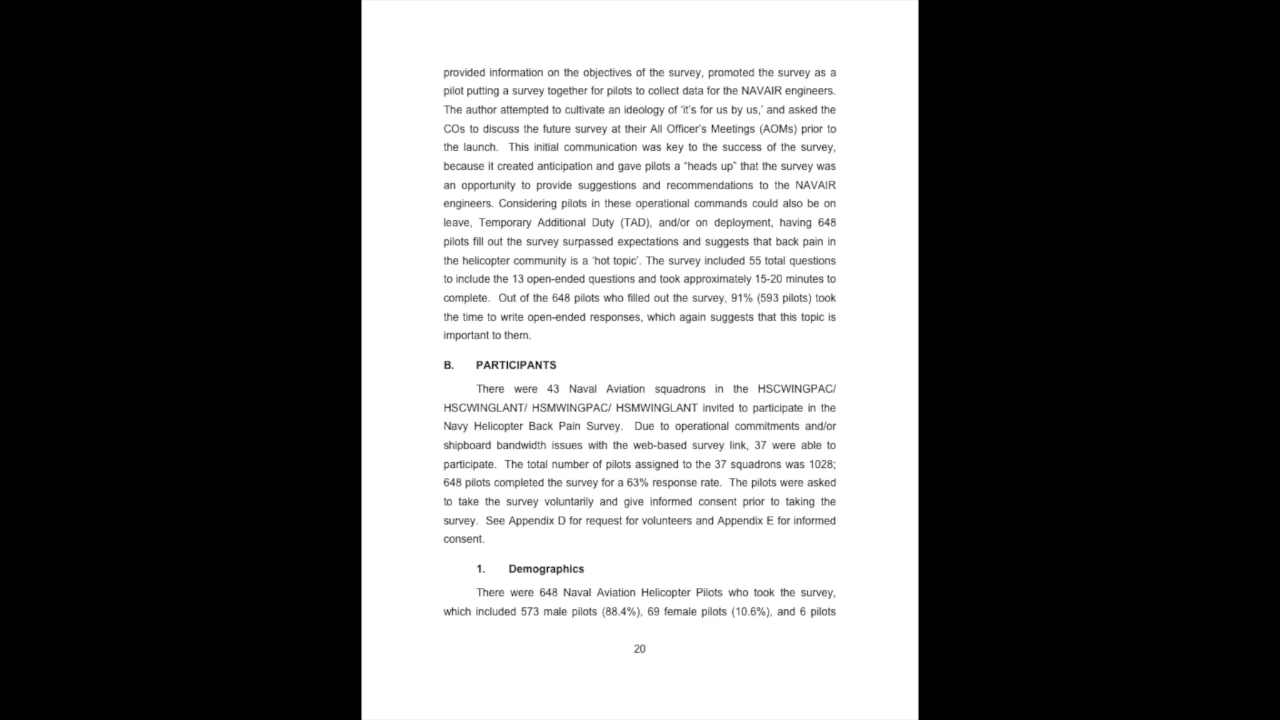 provided information on the objectives of the survey, promoted the survey as a
pilot putting a survey together for pilots to collect data for the NAVAIR engineers.
The author attempted to cultivate an ideology of ‘it’s for us by us,’ and asked the
COs to discuss the future survey at their All Officer’s Meetings (AOMs) prior to
the launch.  This initial communication was key to the success of the survey,
because it created anticipation and gave pilots a “heads up” that the survey was
an opportunity to provide suggestions and recommendations to the NAVAIR
engineers. Considering pilots in these operational commands could also be on
leave, Temporary Additional Duty (TAD), and/or on deployment, having 648
pilots fill out the survey surpassed expectations and suggests that back pain in
the helicopter community is a ‘hot topic’. The survey included 55 total questions
to include the 13 open-ended questions and took approximately 15-20 minutes to
complete.  Out of the 648 pilots who filled out the survey, 91% (593 pilots) took
the time to write open-ended responses, which again suggests that this topic is
important to them.
B. PARTICIPANTS
There were 43 Naval Aviation squadrons in the HSCWINGPAC/
HSCWINGLANT/ HSMWINGPAC/ HSMWINGLANT invited to participate in the
Navy Helicopter Back Pain Survey.  Due to operational commitments and/or
shipboard bandwidth issues with the web-based survey link, 37 were able to
participate.  The total number of pilots assigned to the 37 squadrons was 1028;
648 pilots completed the survey for a 63% response rate.  The pilots were asked
to take the survey voluntarily and give informed consent prior to taking the
survey.  See Appendix D for request for volunteers and Appendix E for informed
consent.
1. Demographics
There were 648 Naval Aviation Helicopter Pilots who took the survey,
which included 573 male pilots (88.4%), 69 female pilots (10.6%), and 6 pilots
20